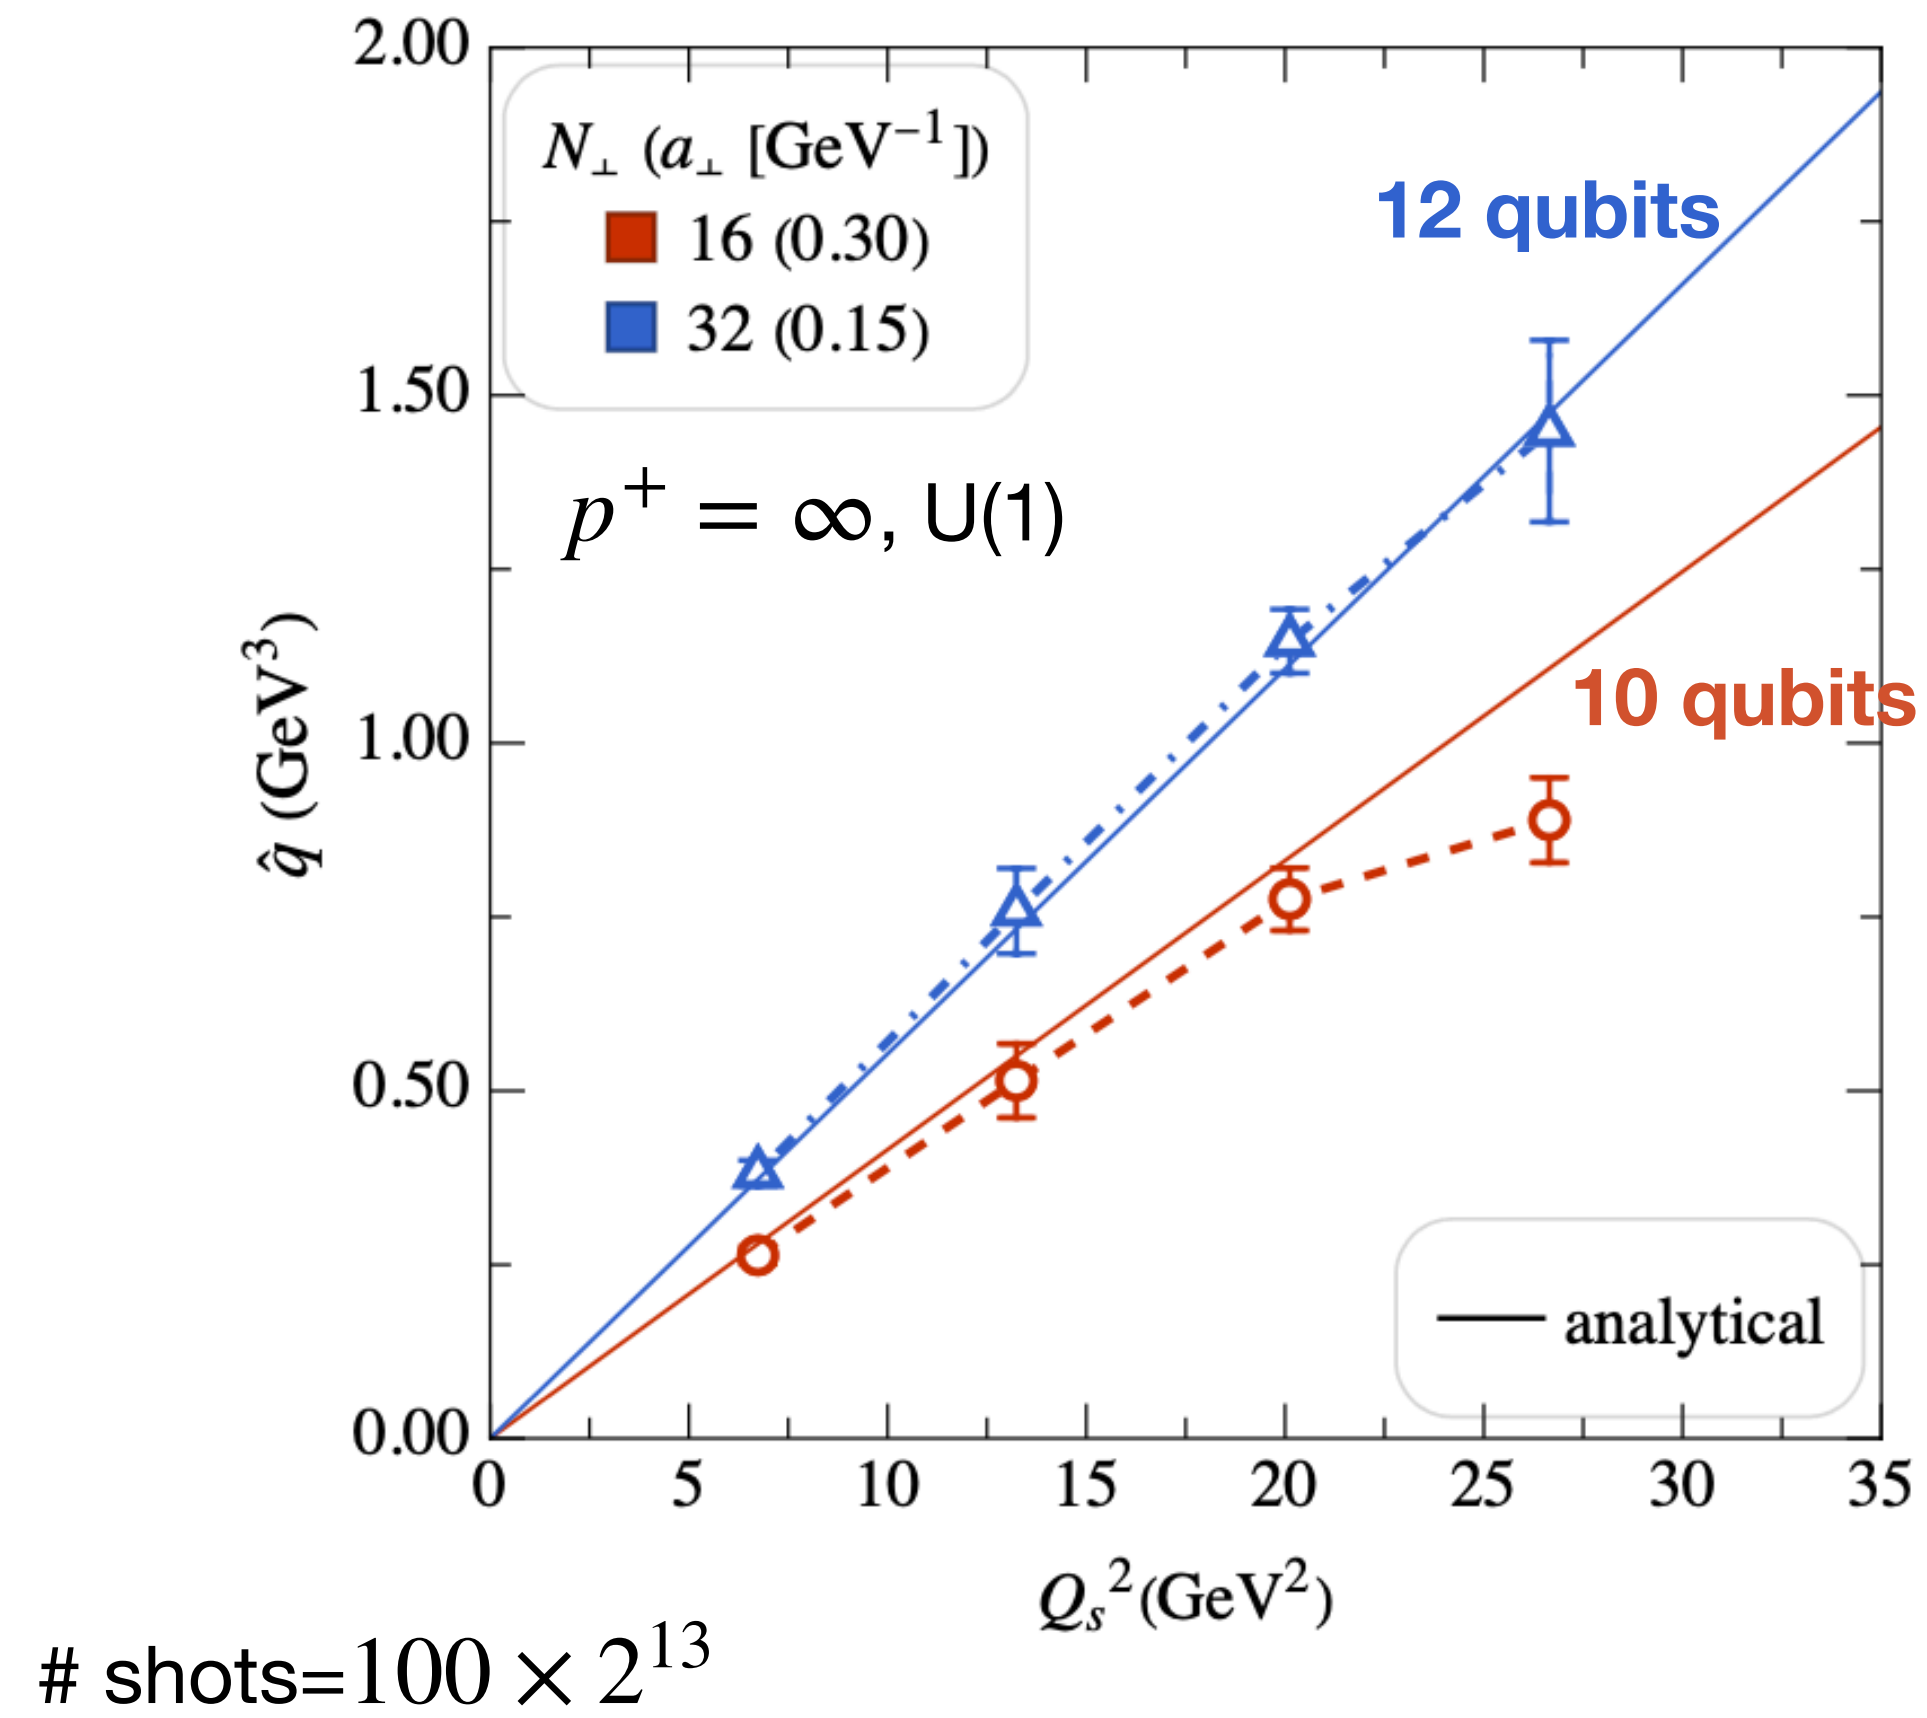 2.00
1.50
1.00
0.50
0.00
q̂ (GeV³)
N⊥ (a⊥ [GeV⁻¹])
16 (0.30)
32 (0.15)
12 qubits
p⁺ = ∞, U(1)
10 qubits
analytical
0 5 10 15 20 25 30 35
Qₛ² (GeV²)
# shots=100 × 2¹³